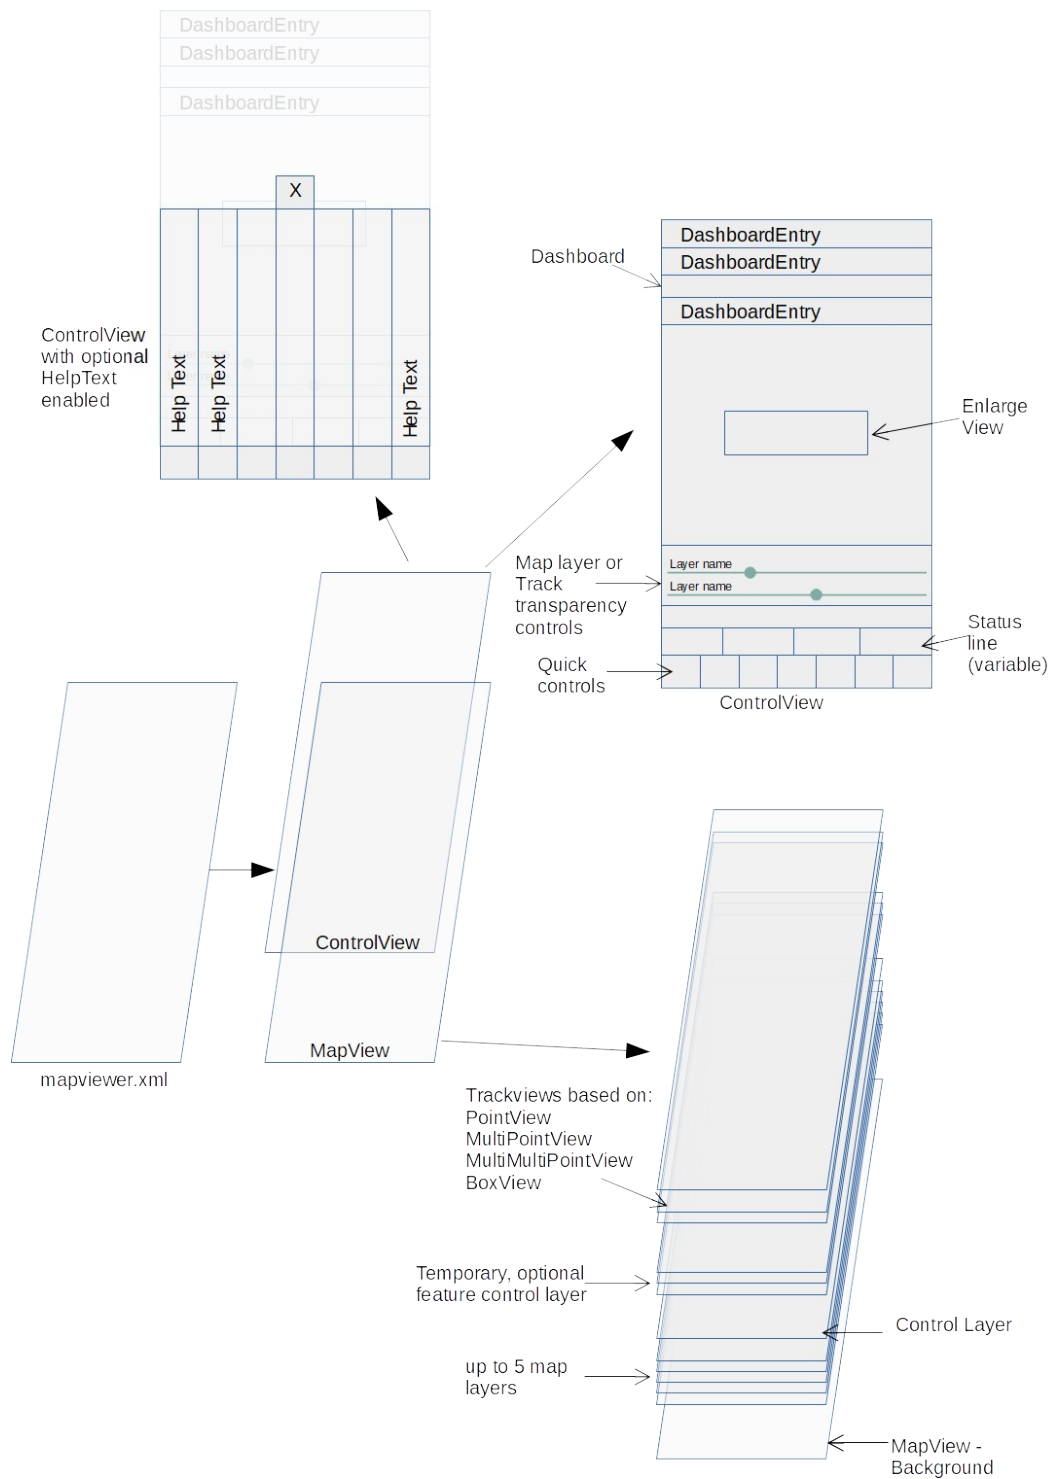 DashboardEntry
DashboardEntry
DashboardEntry
X
ControlView
with optional
HelpText
enabled
Help Text
Help Text
Help Text
DashboardEntry
DashboardEntry
DashboardEntry
Dashboard
Enlarge
View
Layer name
Layer name
Map layer or
Track
transparency
controls
Status
line
(variable)
Quick
controls
ControlView
ControlView
MapView
mapviewer.xml
Trackviews based on:
PointView
MultiPointView
MultiMultiPointView
BoxView
Temporary, optional
feature control layer
Control Layer
up to 5 map
layers
MapView -
Background